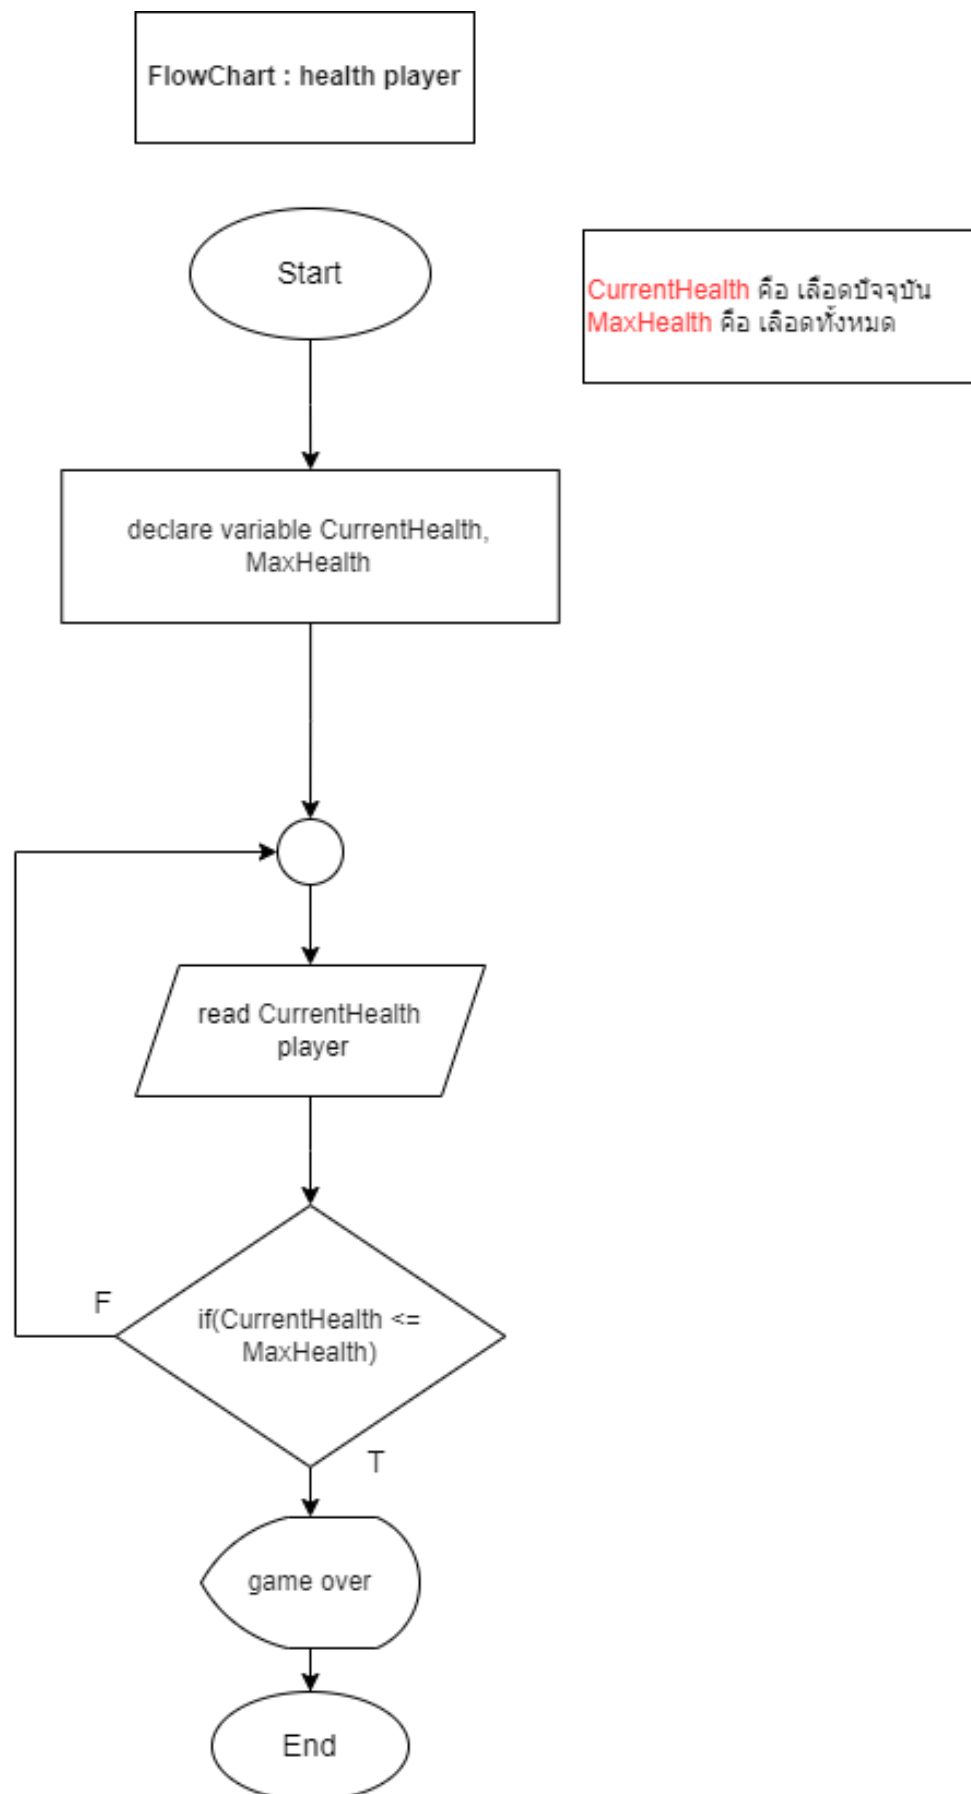 FlowChart : health player
Start
CurrentHealth คือ เลือดปัจจุบัน
MaxHealth คือ เลือดทั้งหมด
declare variable CurrentHealth,
MaxHealth
read CurrentHealth
player
F
if(CurrentHealth <=
MaxHealth)
T
game over
End